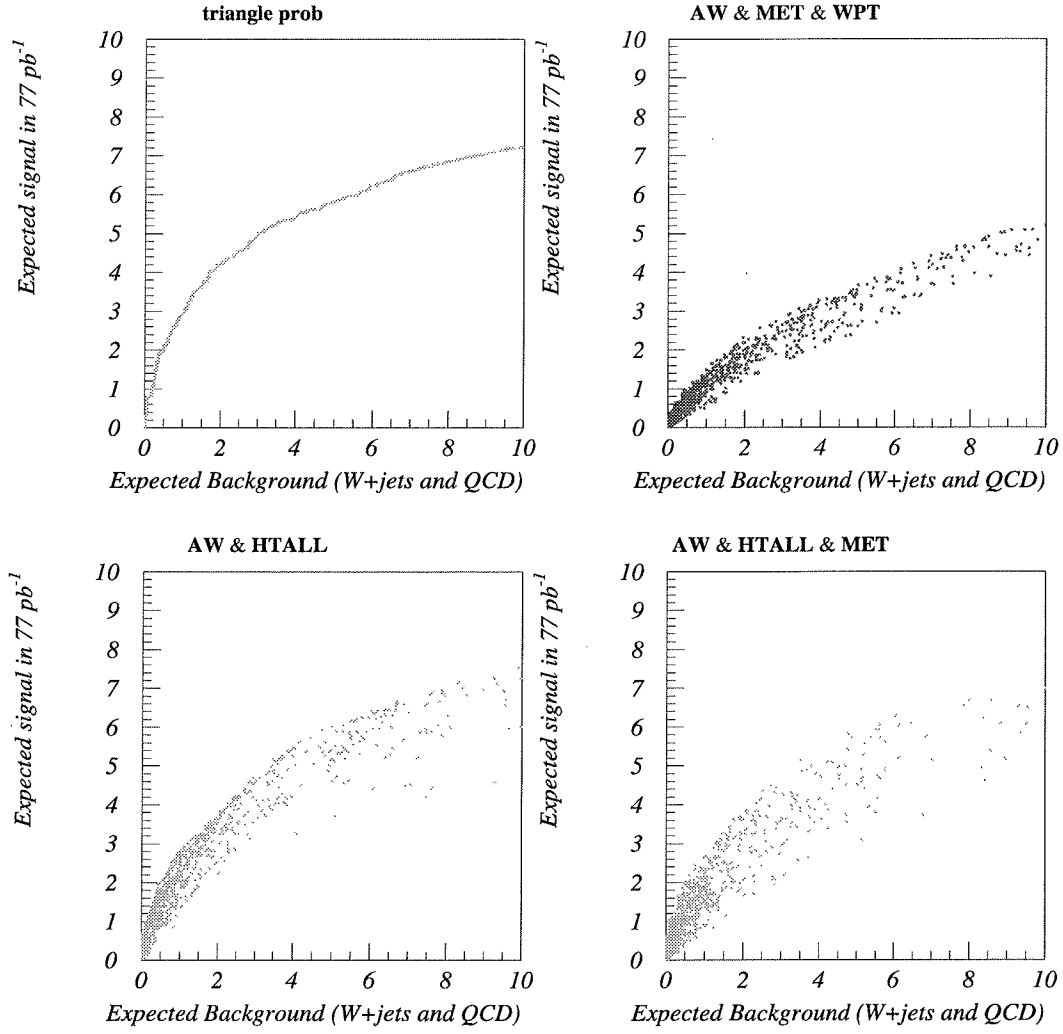 triangle prob
Expected signal in 77 pb⁻¹
10
9
8
7
6
5
4
3
2
1
0
0 2 4 6 8 10
Expected Background (W+jets and QCD)
AW & MET & WPT
Expected signal in 77 pb⁻¹
10
9
8
7
6
5
4
3
2
1
0
0 2 4 6 8 10
Expected Background (W+jets and QCD)
AW & HTALL
Expected signal in 77 pb⁻¹
10
9
8
7
6
5
4
3
2
1
0
0 2 4 6 8 10
Expected Background (W+jets and QCD)
AW & HTALL & MET
Expected signal in 77 pb⁻¹
10
9
8
7
6
5
4
3
2
1
0
0 2 4 6 8 10
Expected Background (W+jets and QCD)